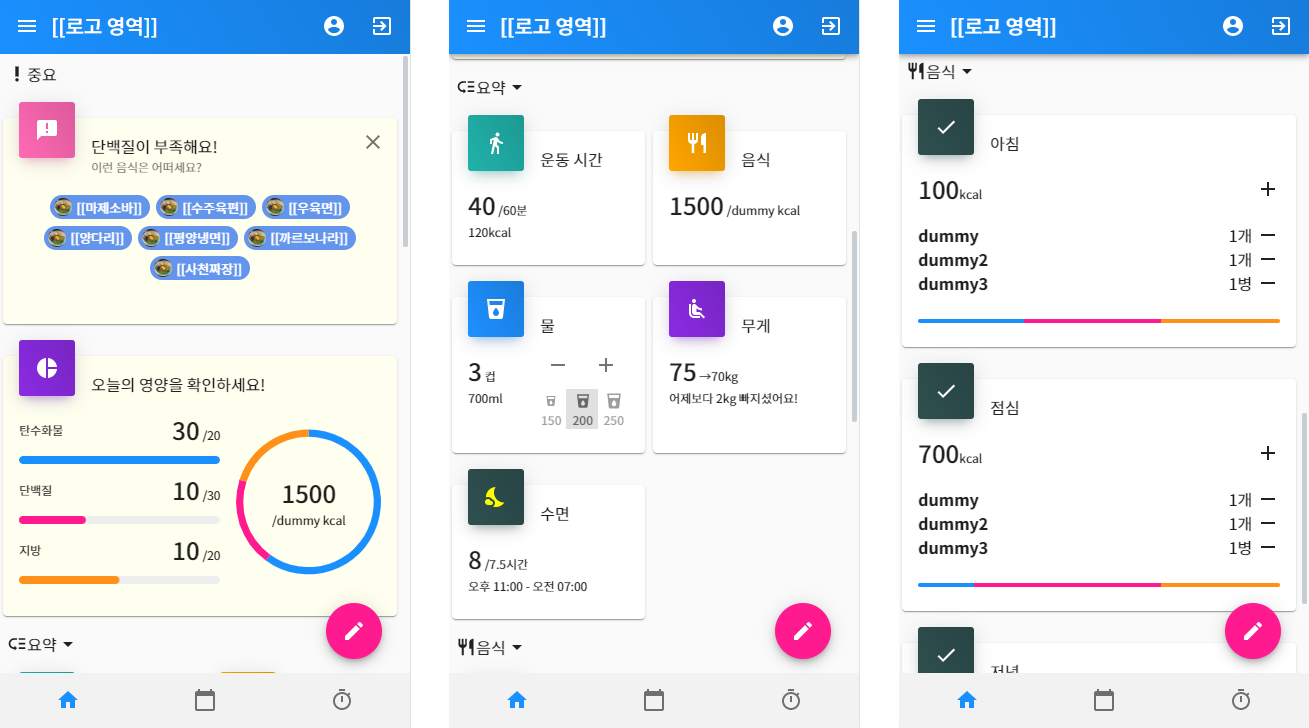 [[로고 영역]]
중요
단백질이 부족해요!
이런 음식은 어떠세요?
[[마제소바]] [[수주육편]] [[우육면]]
[[양다리]] [[평양냉면]] [[까르보나라]]
[[사천짜장]]
오늘의 영양을 확인하세요!
탄수화물 30 /20
단백질 10 /30
지방 10 /20
1500
/dummy kcal
요약
[[로고 영역]]
요약
운동 시간
40 /60분
120kcal
음식
1500 /dummy kcal
물
3 컵
700ml
150 200 250
무게
75 →70kg
어제보다 2kg 빠지셨어요!
수면
8 /7.5시간
오후 11:00 - 오전 07:00
음식
[[로고 영역]]
음식
아침
100kcal
dummy 1개
dummy2 1개
dummy3 1병
점심
700kcal
dummy 1개
dummy2 1개
dummy3 1병
저녁